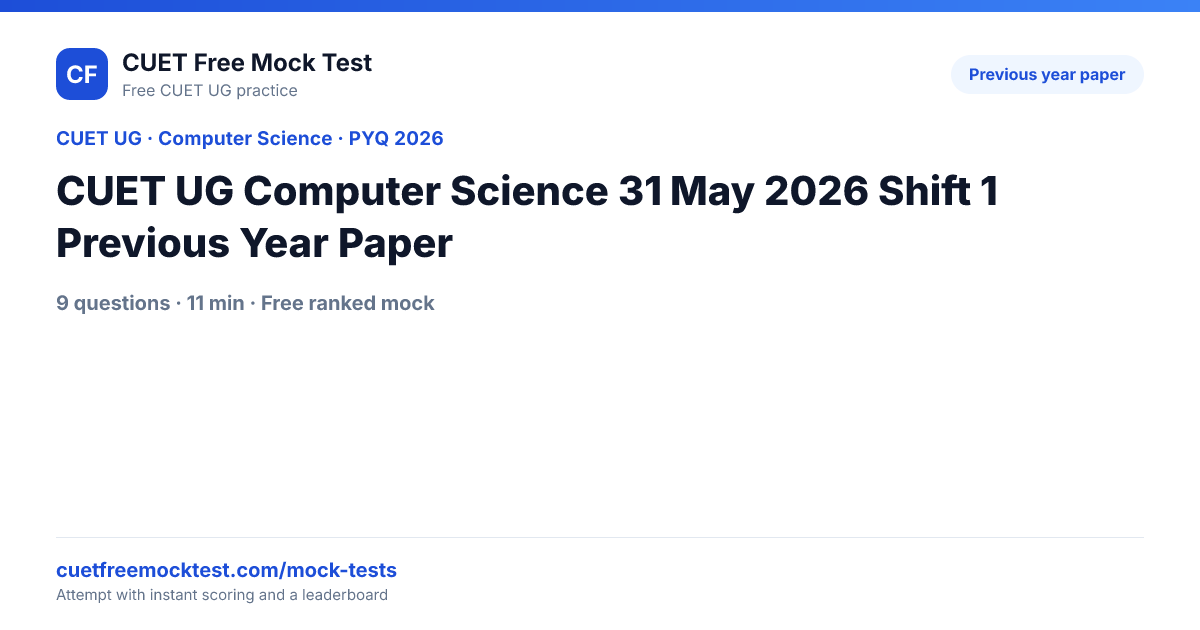 CF
CUET Free Mock Test
Free CUET UG practice
Previous year paper
CUET UG · Computer Science · PYQ 2026
CUET UG Computer Science 31 May 2026 Shift 1
Previous Year Paper
9 questions · 11 min · Free ranked mock
cuetfreemocktest.com/mock-tests
Attempt with instant scoring and a leaderboard